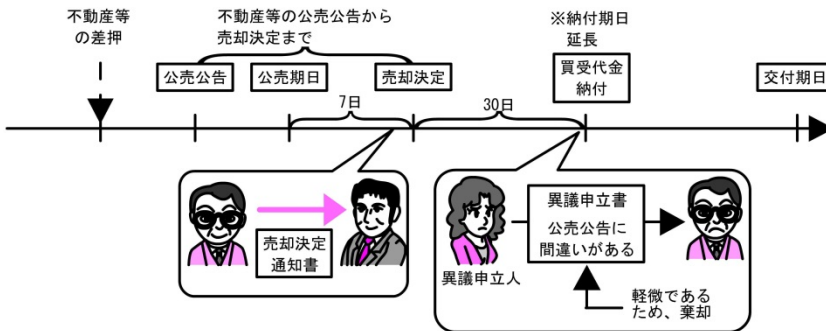 不動産等
の差押
不動産等の公売公告から
売却決定まで
※納付期日
延長
公売公告
公売期日
売却決定
買受代金
納付
交付期日
7日
30日
売却決定
通知書
異議申立人
異議申立書
公売公告に
間違いがある
軽微である
ため、棄却